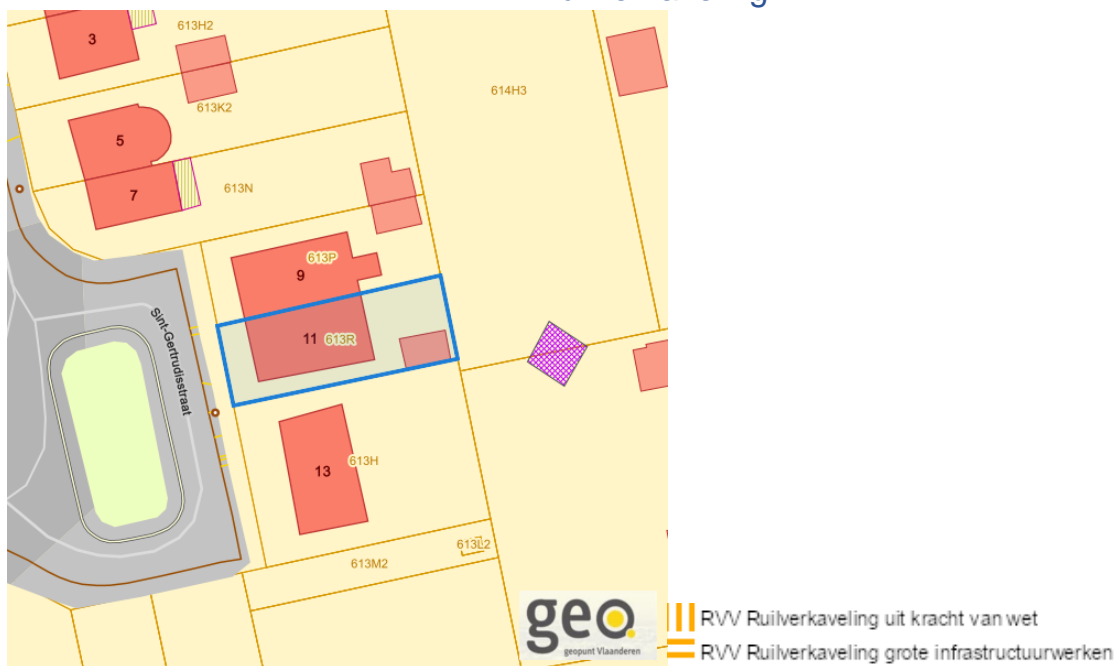 3
613H2
613K2
614H3
5
7
613N
9
613P
11
613R
Sint-Gertrudisstraat
13
613H
613L2
613M2
geo.
geopunt Vlaanderen
RVV Ruilverkaveling uit kracht van wet
RVV Ruilverkaveling grote infrastructuurwerken